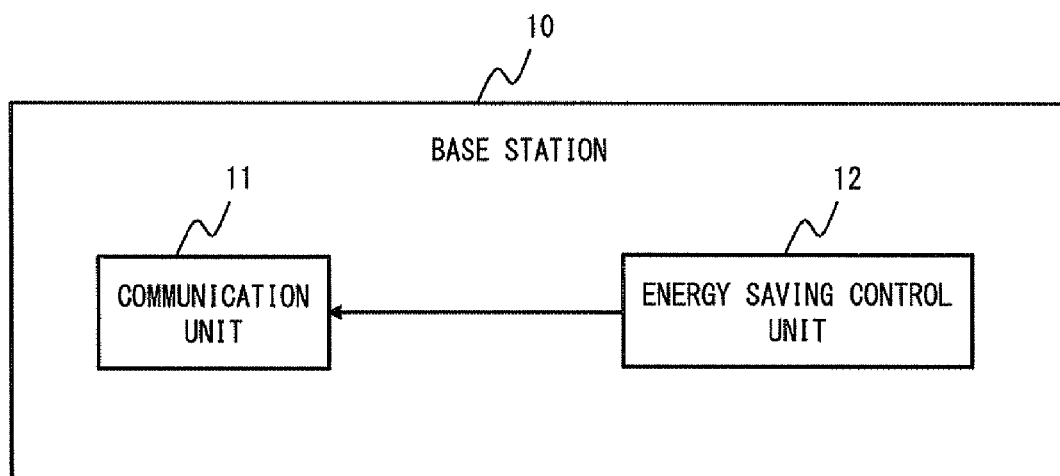 10
BASE STATION
11
12
COMMUNICATION
UNIT
ENERGY SAVING CONTROL
UNIT